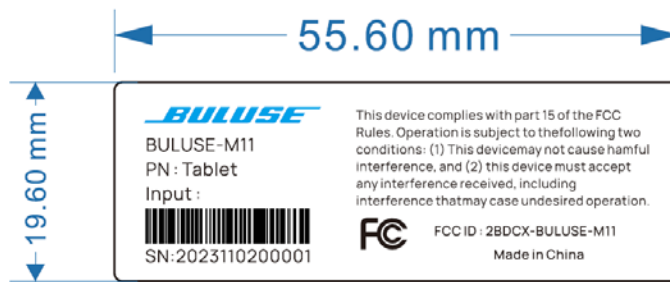 55.60 mm
19.60 mm
BULUSE
BULUSE-M11
PN : Tablet
Input :
SN:2023110200001
This device complies with part 15 of the FCC
Rules. Operation is subject to thefollowing two
conditions: (1) This devicemay not cause hamful
interference, and (2) this device must accept
any interference received, including
interference thatmay case undesired operation.
FC
FCC ID : 2BDCX-BULUSE-M11
Made in China